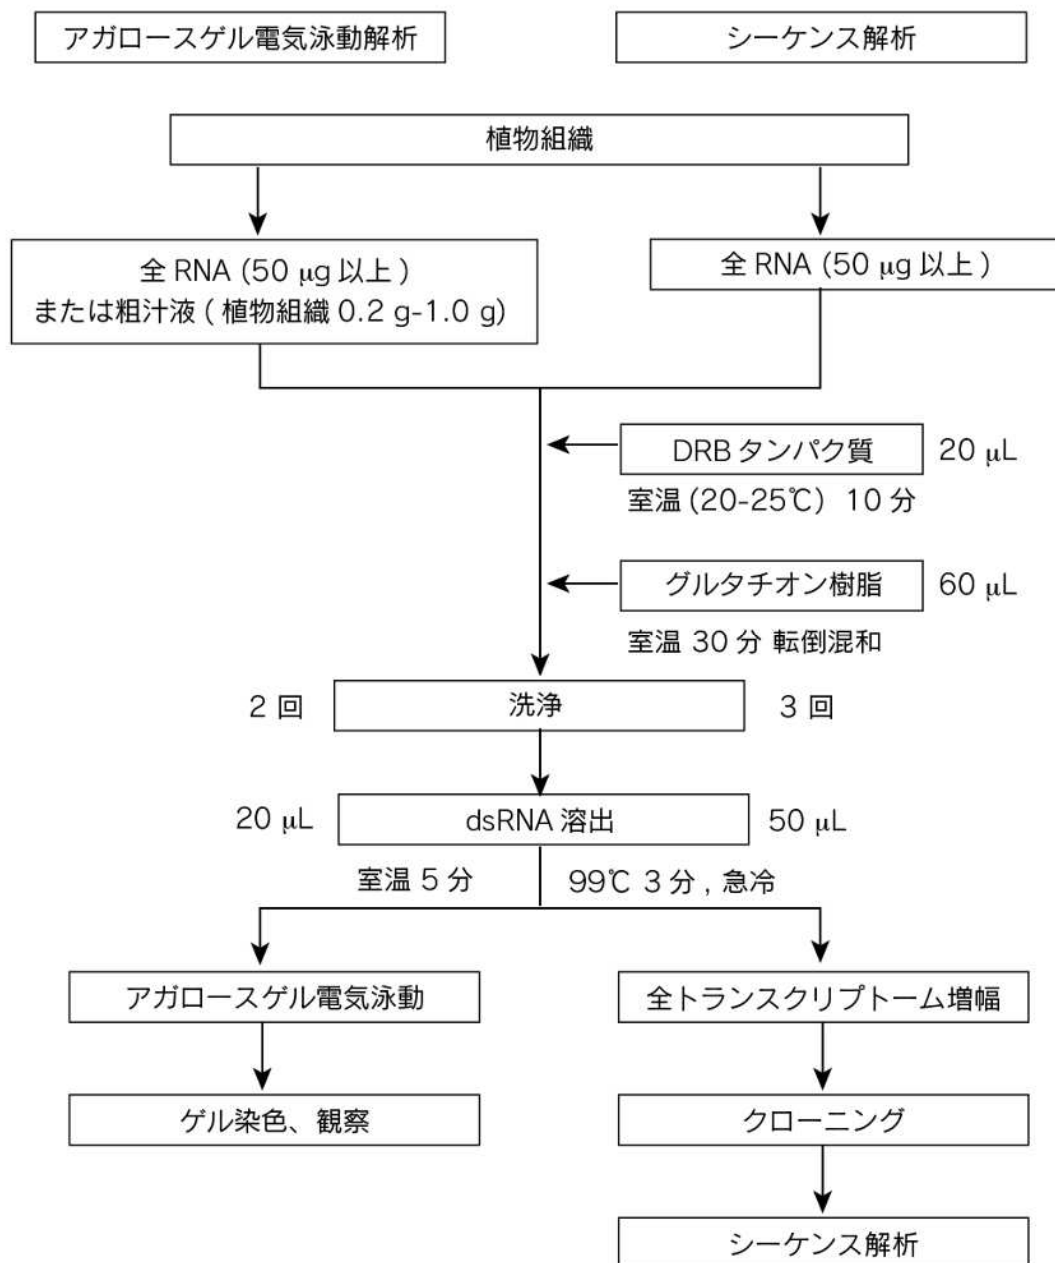 アガロースゲル電気泳動解析
シーケンス解析
植物組織
全 RNA (50 μg 以上 )
または粗汁液 ( 植物組織 0.2 g-1.0 g)
全 RNA (50 μg 以上 )
DRB タンパク質 20 μL
室温 (20-25℃) 10 分
グルタチオン樹脂 60 μL
室温 30 分 転倒混和
2 回 洗浄 3 回
20 μL dsRNA 溶出 50 μL
室温 5 分 99℃ 3 分 , 急冷
アガロースゲル電気泳動
全トランスクリプトーム増幅
ゲル染色、観察
クローニング
シーケンス解析